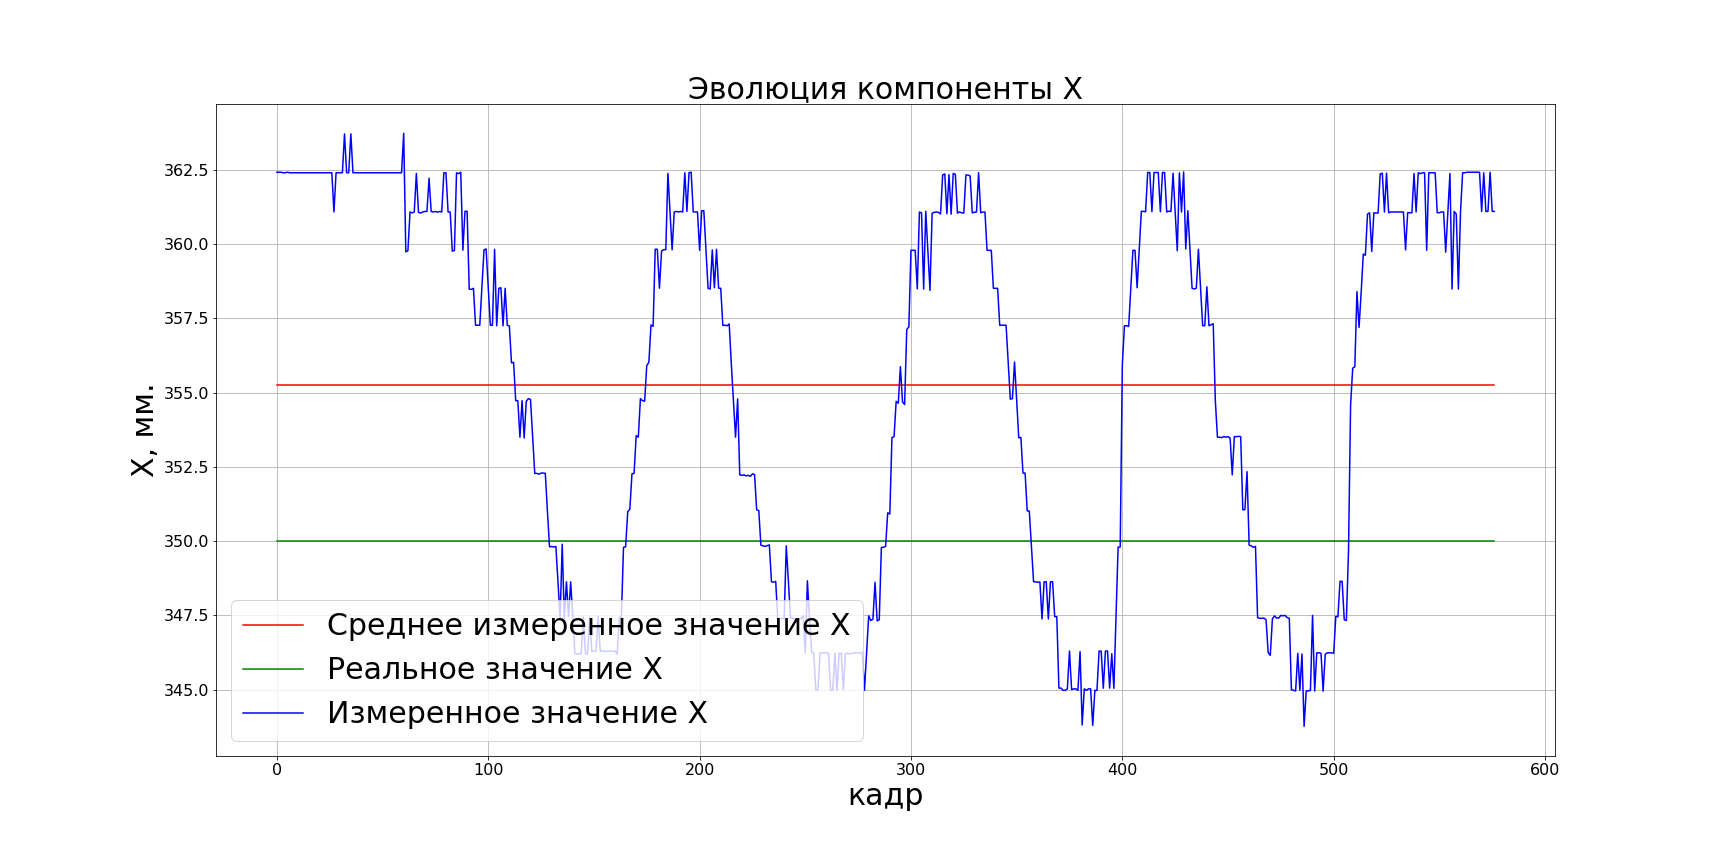 Эволюция компоненты X
X, мм.
362.5
360.0
357.5
355.0
352.5
350.0
347.5
345.0
Среднее измеренное значение X
Реальное значение X
Измеренное значение X
0 100 200 300 400 500 600
кадр